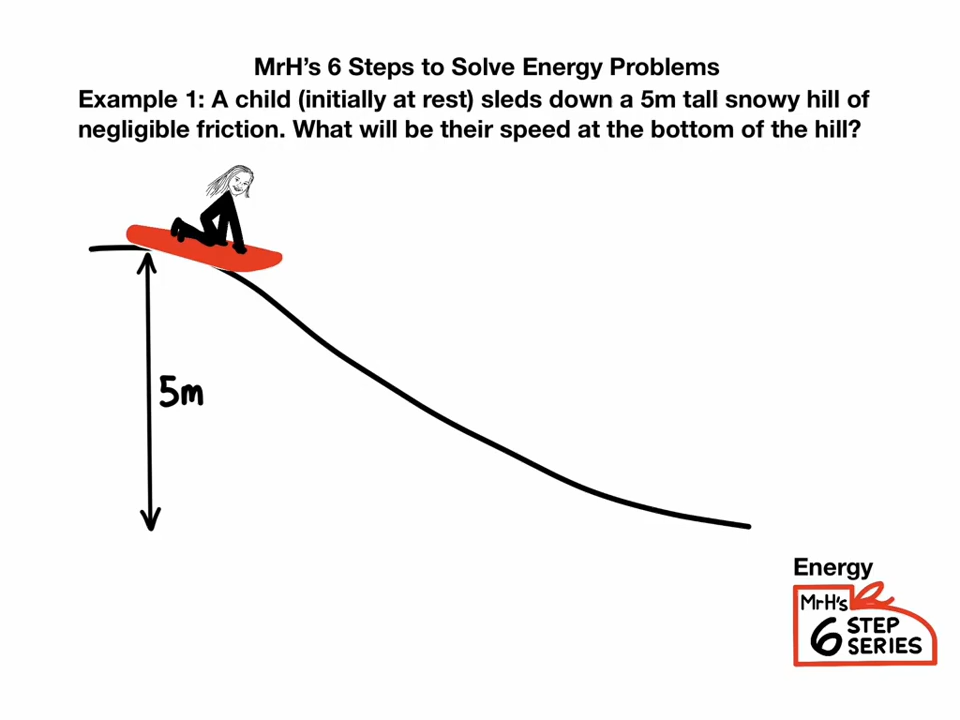 MrH’s 6 Steps to Solve Energy Problems
Example 1: A child (initially at rest) sleds down a 5m tall snowy hill of
negligible friction. What will be their speed at the bottom of the hill?
5m
Energy
MrH's
6 STEP
SERIES